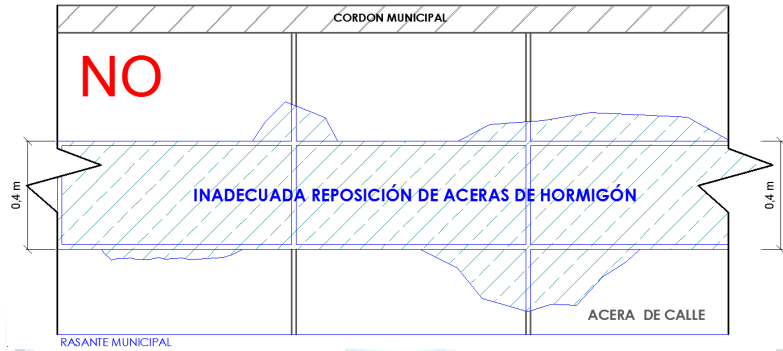 CORDON MUNICIPAL
NO
0,4 m
0,4 m
INADECUADA REPOSICIÓN DE ACERAS DE HORMIGÓN
ACERA DE CALLE
RASANTE MUNICIPAL